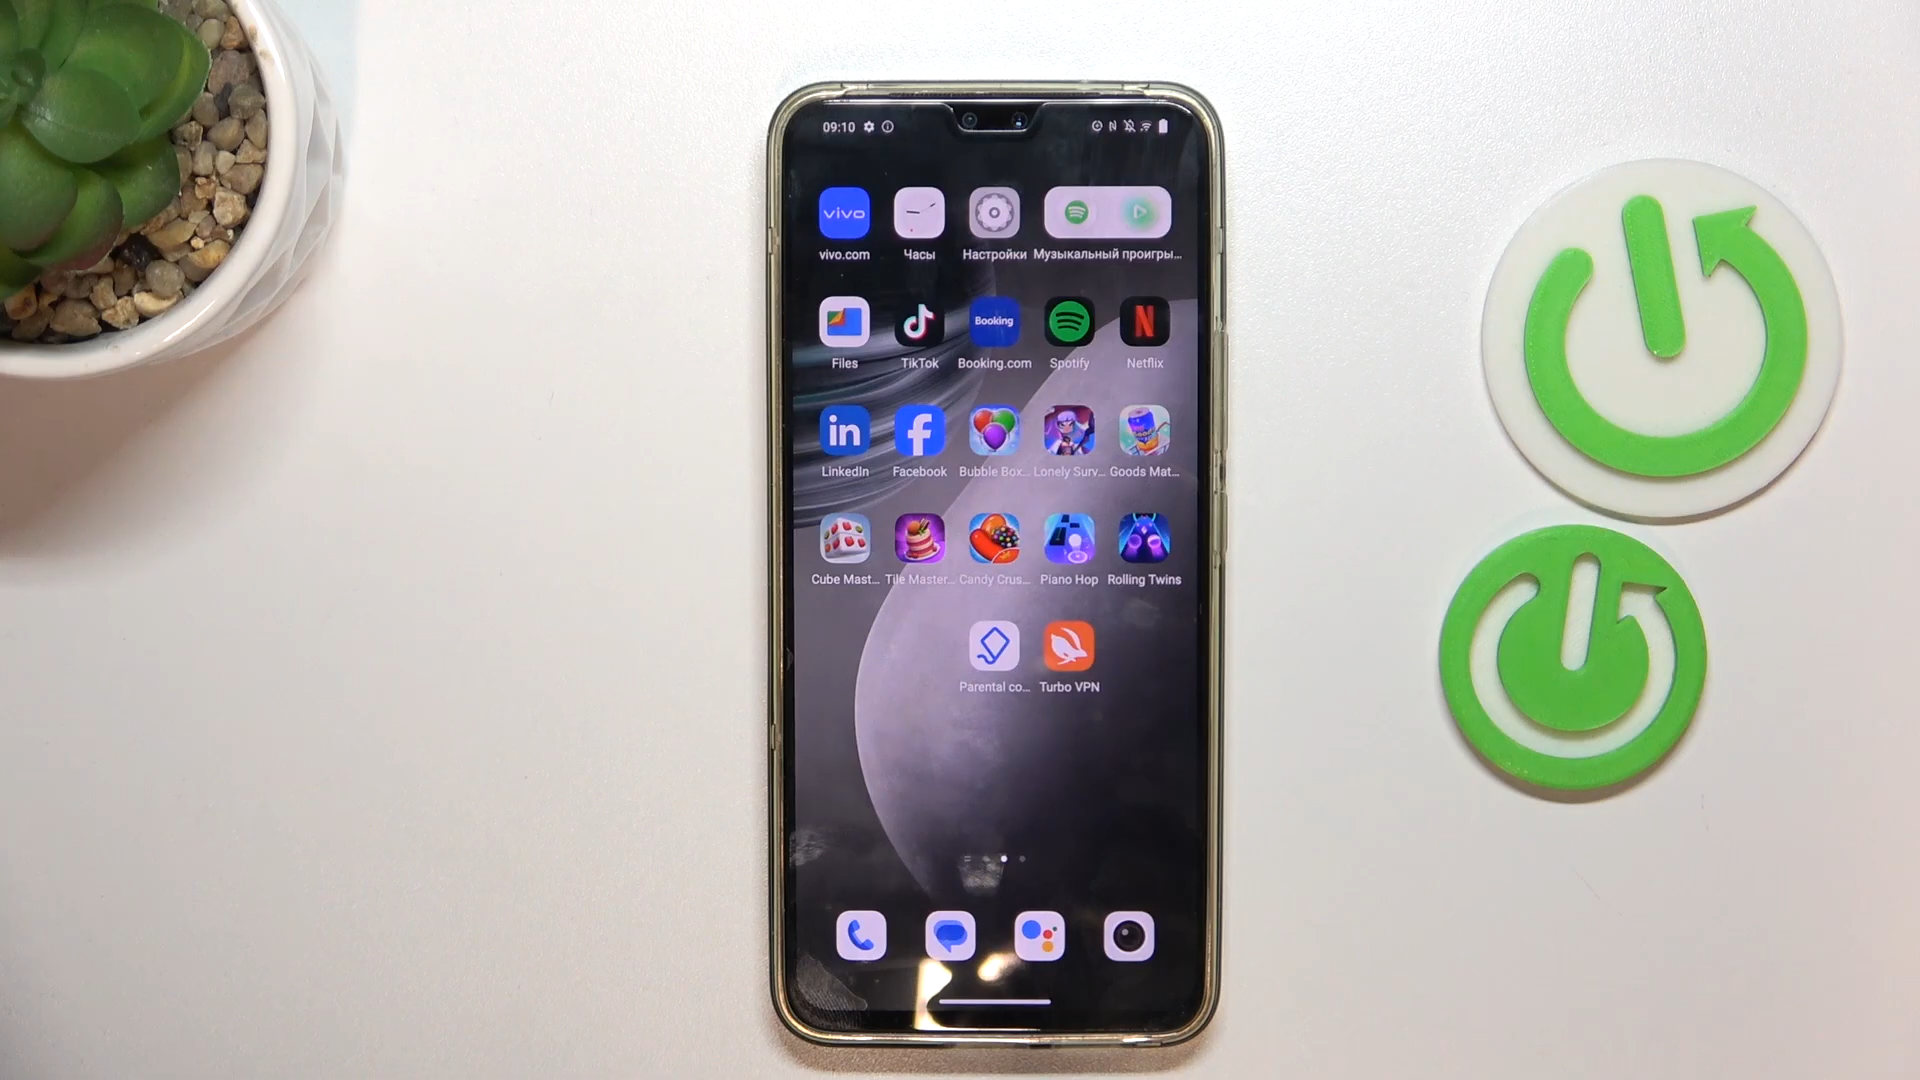 09:10
vivo
vivo.com Часы Настройки Музыкальный проигры...
Booking
Files TikTok Booking.com Spotify Netflix
in
LinkedIn Facebook Bubble Box... Lonely Surv... Goods Mat...
Cube Mast... Tile Master... Candy Crus... Piano Hop Rolling Twins
Parental co... Turbo VPN